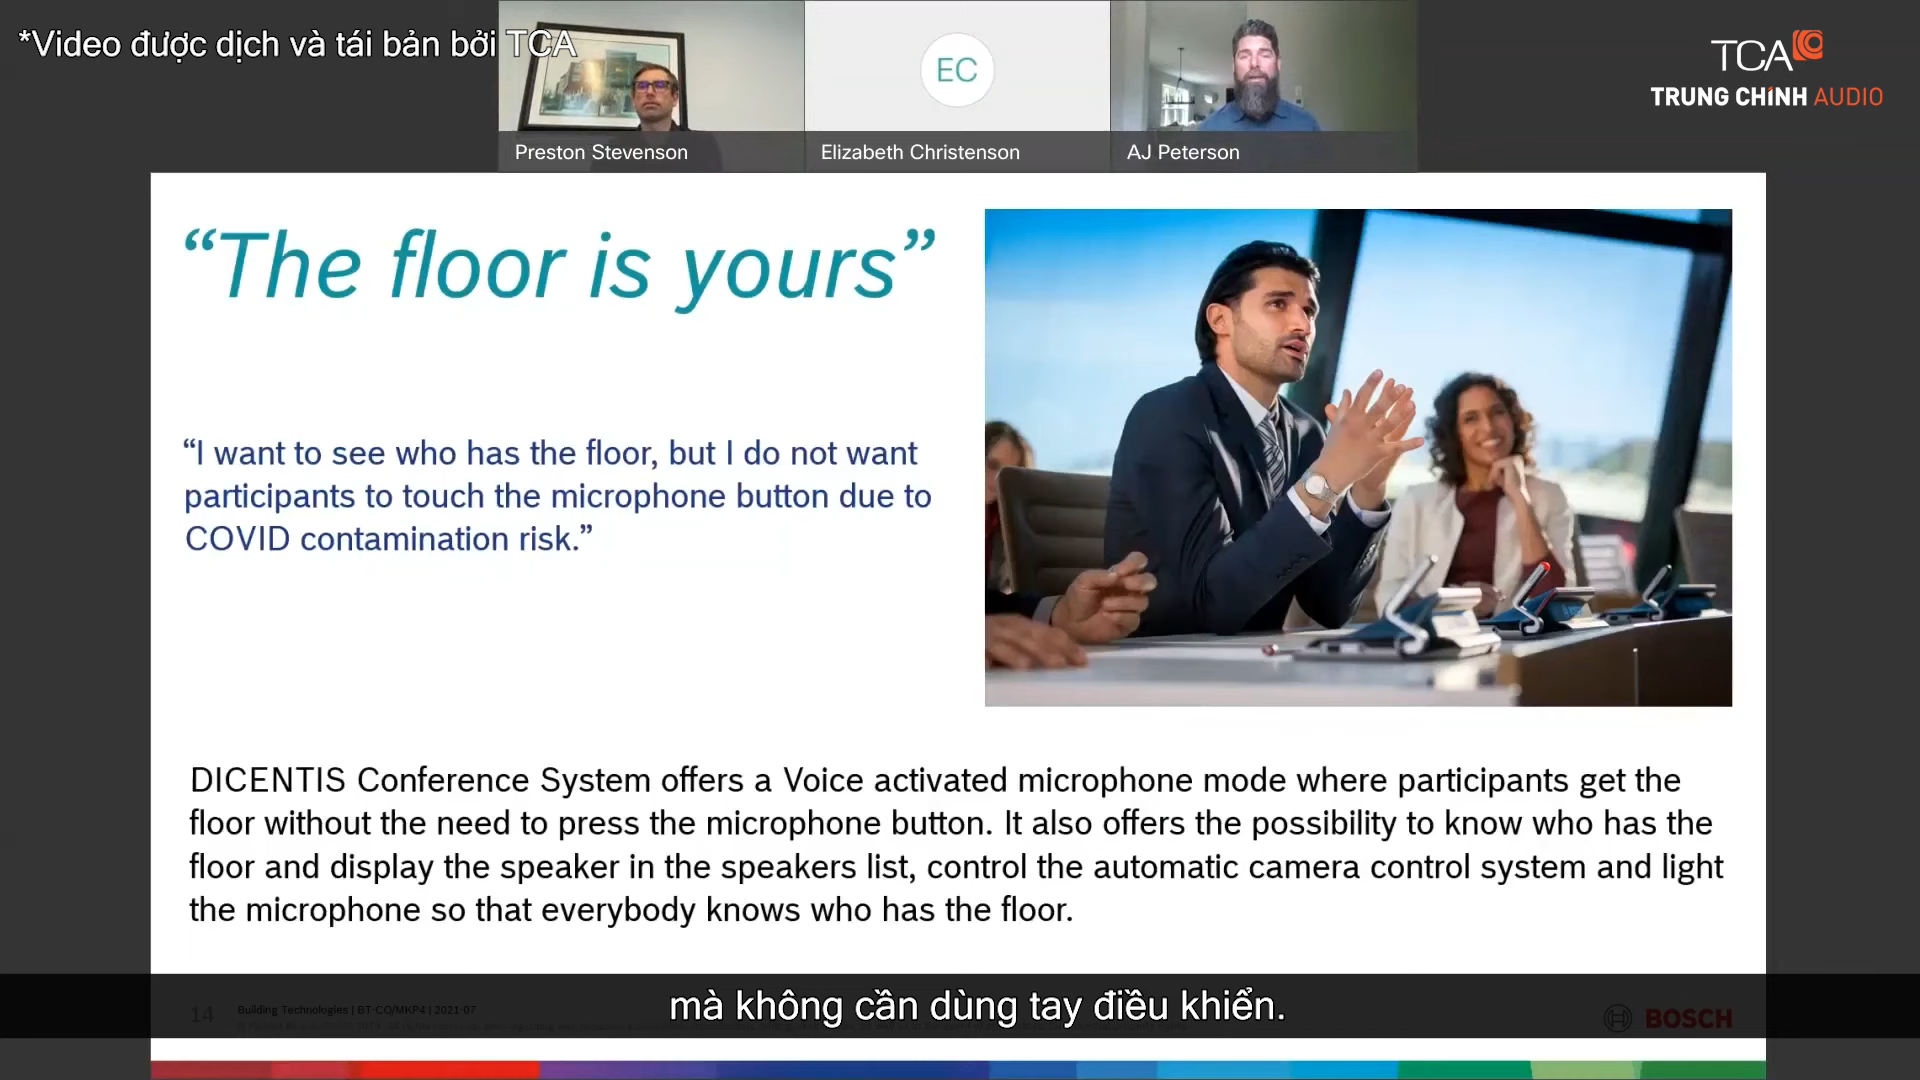 *Video được dịch và tái bản bởi TCA
EC
TCA
TRUNG CHÍNH AUDIO
Preston Stevenson
Elizabeth Christenson
AJ Peterson
“The floor is yours”
“I want to see who has the floor, but I do not want
participants to touch the microphone button due to
COVID contamination risk.”
DICENTIS Conference System offers a Voice activated microphone mode where participants get the
floor without the need to press the microphone button. It also offers the possibility to know who has the
floor and display the speaker in the speakers list, control the automatic camera control system and light
the microphone so that everybody knows who has the floor.
mà không cần dùng tay điều khiển.
14
Building Technologies | BT-CO/MKP4 | 2021-07
BOSCH